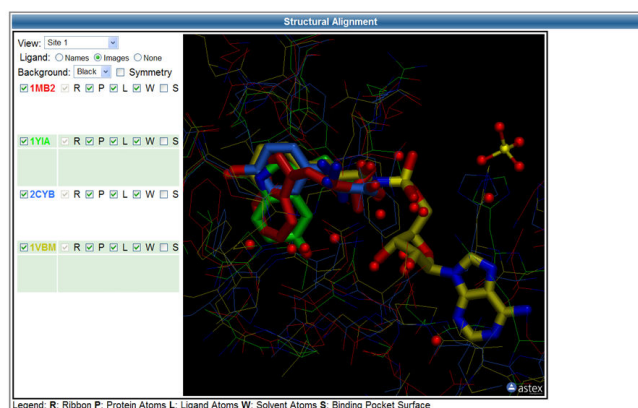 Structural Alignment
View: Site 1
Ligand: Names Images None
Background: Black Symmetry
1MB2 R P L W S
1YIA R P L W S
2CYB R P L W S
1VBM R P L W S
astex
Legend: R: Ribbon P: Protein Atoms L: Ligand Atoms W: Solvent Atoms S: Binding Pocket Surface